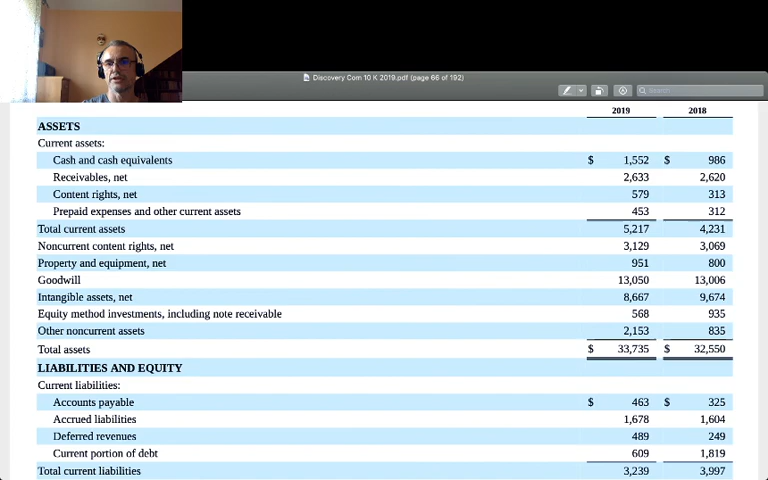 Discovery Com 10 K 2019.pdf (page 66 of 192)
Search
2019 2018
ASSETS
Current assets:
Cash and cash equivalents $ 1,552 $ 986
Receivables, net 2,633 2,620
Content rights, net 579 313
Prepaid expenses and other current assets 453 312
Total current assets 5,217 4,231
Noncurrent content rights, net 3,129 3,069
Property and equipment, net 951 800
Goodwill 13,050 13,006
Intangible assets, net 8,667 9,674
Equity method investments, including note receivable 568 935
Other noncurrent assets 2,153 835
Total assets $ 33,735 $ 32,550
LIABILITIES AND EQUITY
Current liabilities:
Accounts payable $ 463 $ 325
Accrued liabilities 1,678 1,604
Deferred revenues 489 249
Current portion of debt 609 1,819
Total current liabilities 3,239 3,997